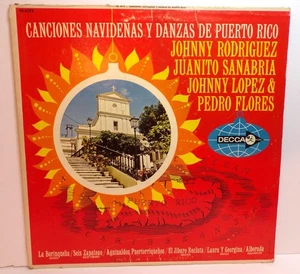 CANCIONES NAVIDEÑAS Y DANZAS DE PUERTO RICO
JOHNNY RODRIGUEZ
JUANITO SANABRIA
JOHNNY LOPEZ &
PEDRO FLORES
DECCA
La Borinqueña / Seis Zapateao / Aguinaldos Puertorriqueños / El Jibaro Bautista / Laura Y Georgina / Alborada